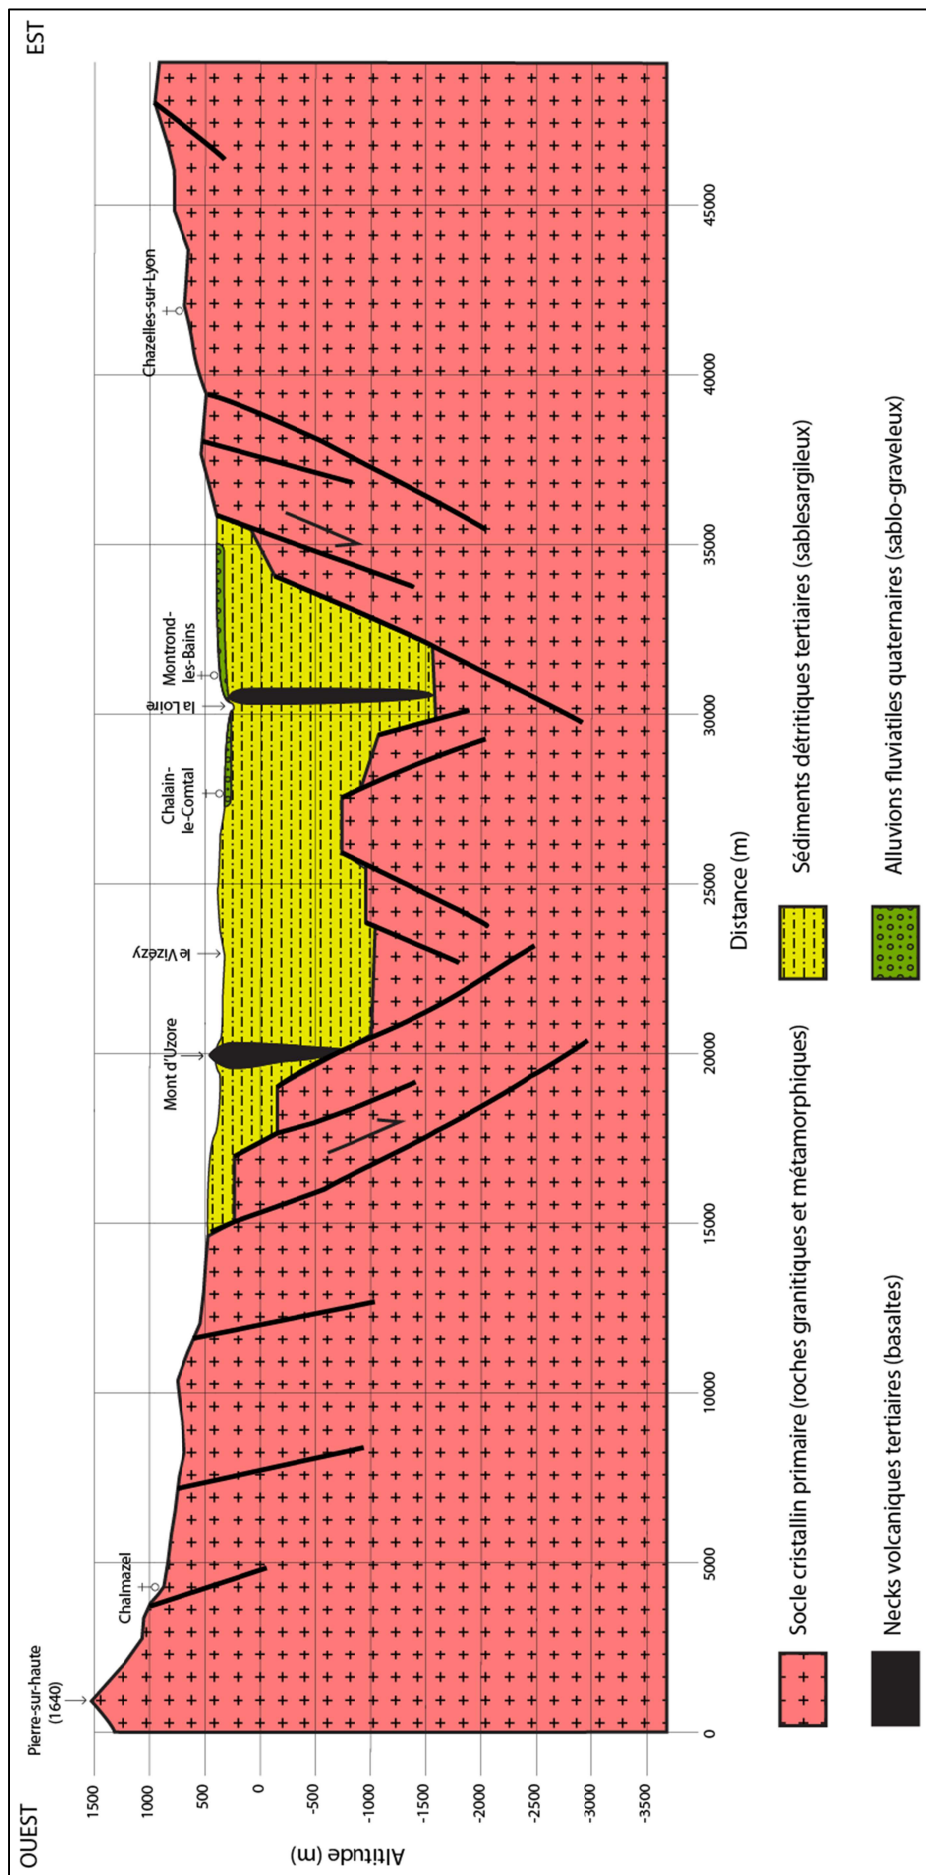 OUEST
EST
Pierre-sur-haute
(1640)
Chalmazel
Mont d'Uzore
le Vizézy
Chalain-
le-Comtal
la Loire
Montrond-
les-Bains
Chazelles-sur-Lyon
Altitude (m)
1500
1000
500
0
-500
-1000
-1500
-2000
-2500
-3000
-3500
0
5000
10000
15000
20000
25000
30000
35000
40000
45000
Distance (m)
Socle cristallin primaire (roches granitiques et métamorphiques)
Sédiments détritiques tertiaires (sablesargileux)
Necks volcaniques tertiaires (basaltes)
Alluvions fluviatiles quaternaires (sablo-graveleux)